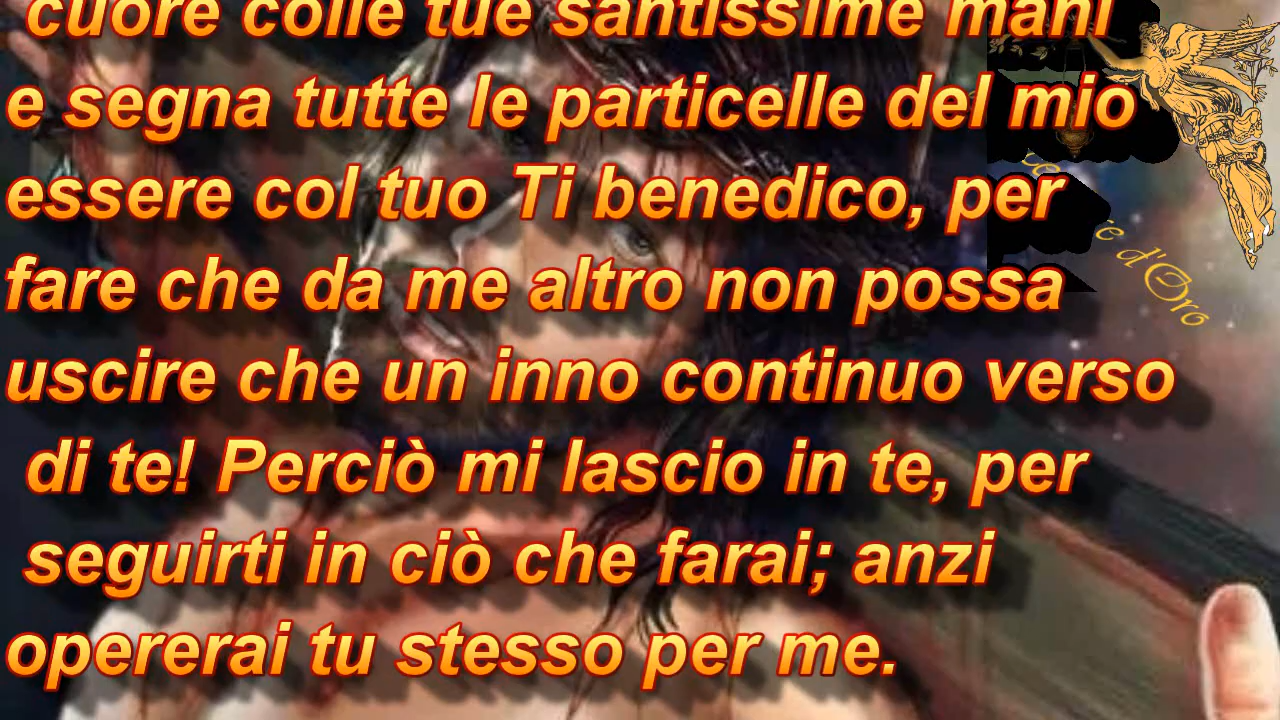 cuore colle tue santissime mani
e segna tutte le particelle del mio
essere col tuo Ti benedico, per
fare che da me altro non possa
uscire che un inno continuo verso
di te! Perciò mi lascio in te, per
seguirti in ciò che farai; anzi
opererai tu stesso per me.
e d'Oro